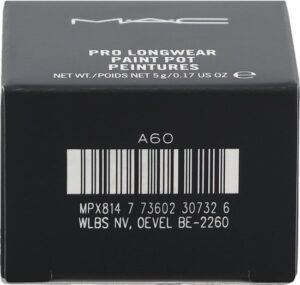 MAC
PRO LONGWEAR
PAINT POT
PEINTURES
NET WT./POIDS NET 5g/0.17 US OZ ℮
A60
MPX814 7 73602 30732 6
WLBS NV, OEVEL BE-2260